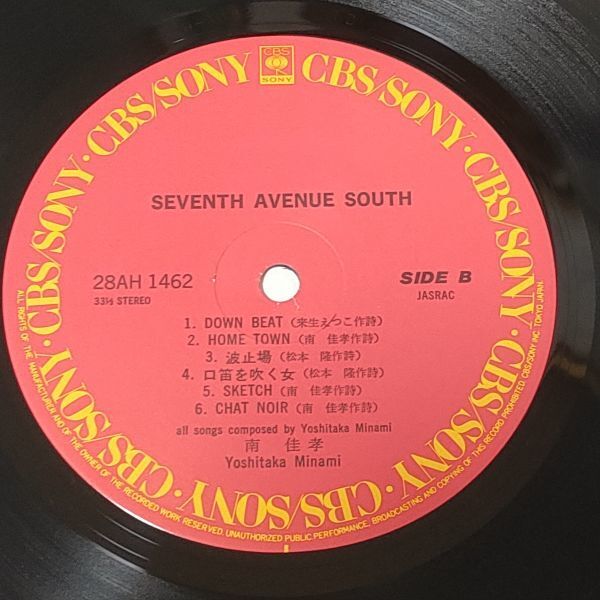 CBS
SONY
CBS/SONY · CBS/SONY · CBS/SONY · CBS/SONY · CBS/SONY · CBS/SONY · CBS/SONY · CBS/SONY
SEVENTH AVENUE SOUTH
28AH 1462
33⅓ STEREO
SIDE B
JASRAC
1. DOWN BEAT (来生えつこ作詩)
2. HOME TOWN (南 佳孝作詩)
3. 波止場 (松本 隆作詩)
4. 口笛を吹く女 (松本 隆作詩)
5. SKETCH (南 佳孝作詩)
6. CHAT NOIR (南 佳孝作詩)
all songs composed by Yoshitaka Minami
南 佳孝
Yoshitaka Minami
ALL RIGHTS OF THE MANUFACTURER AND OF THE OWNER OF THE RECORDED WORK RESERVED. UNAUTHORIZED PUBLIC PERFORMANCE, BROADCASTING AND COPYING OF THIS RECORD PROHIBITED. CBS/SONY INC. TOKYO JAPAN.